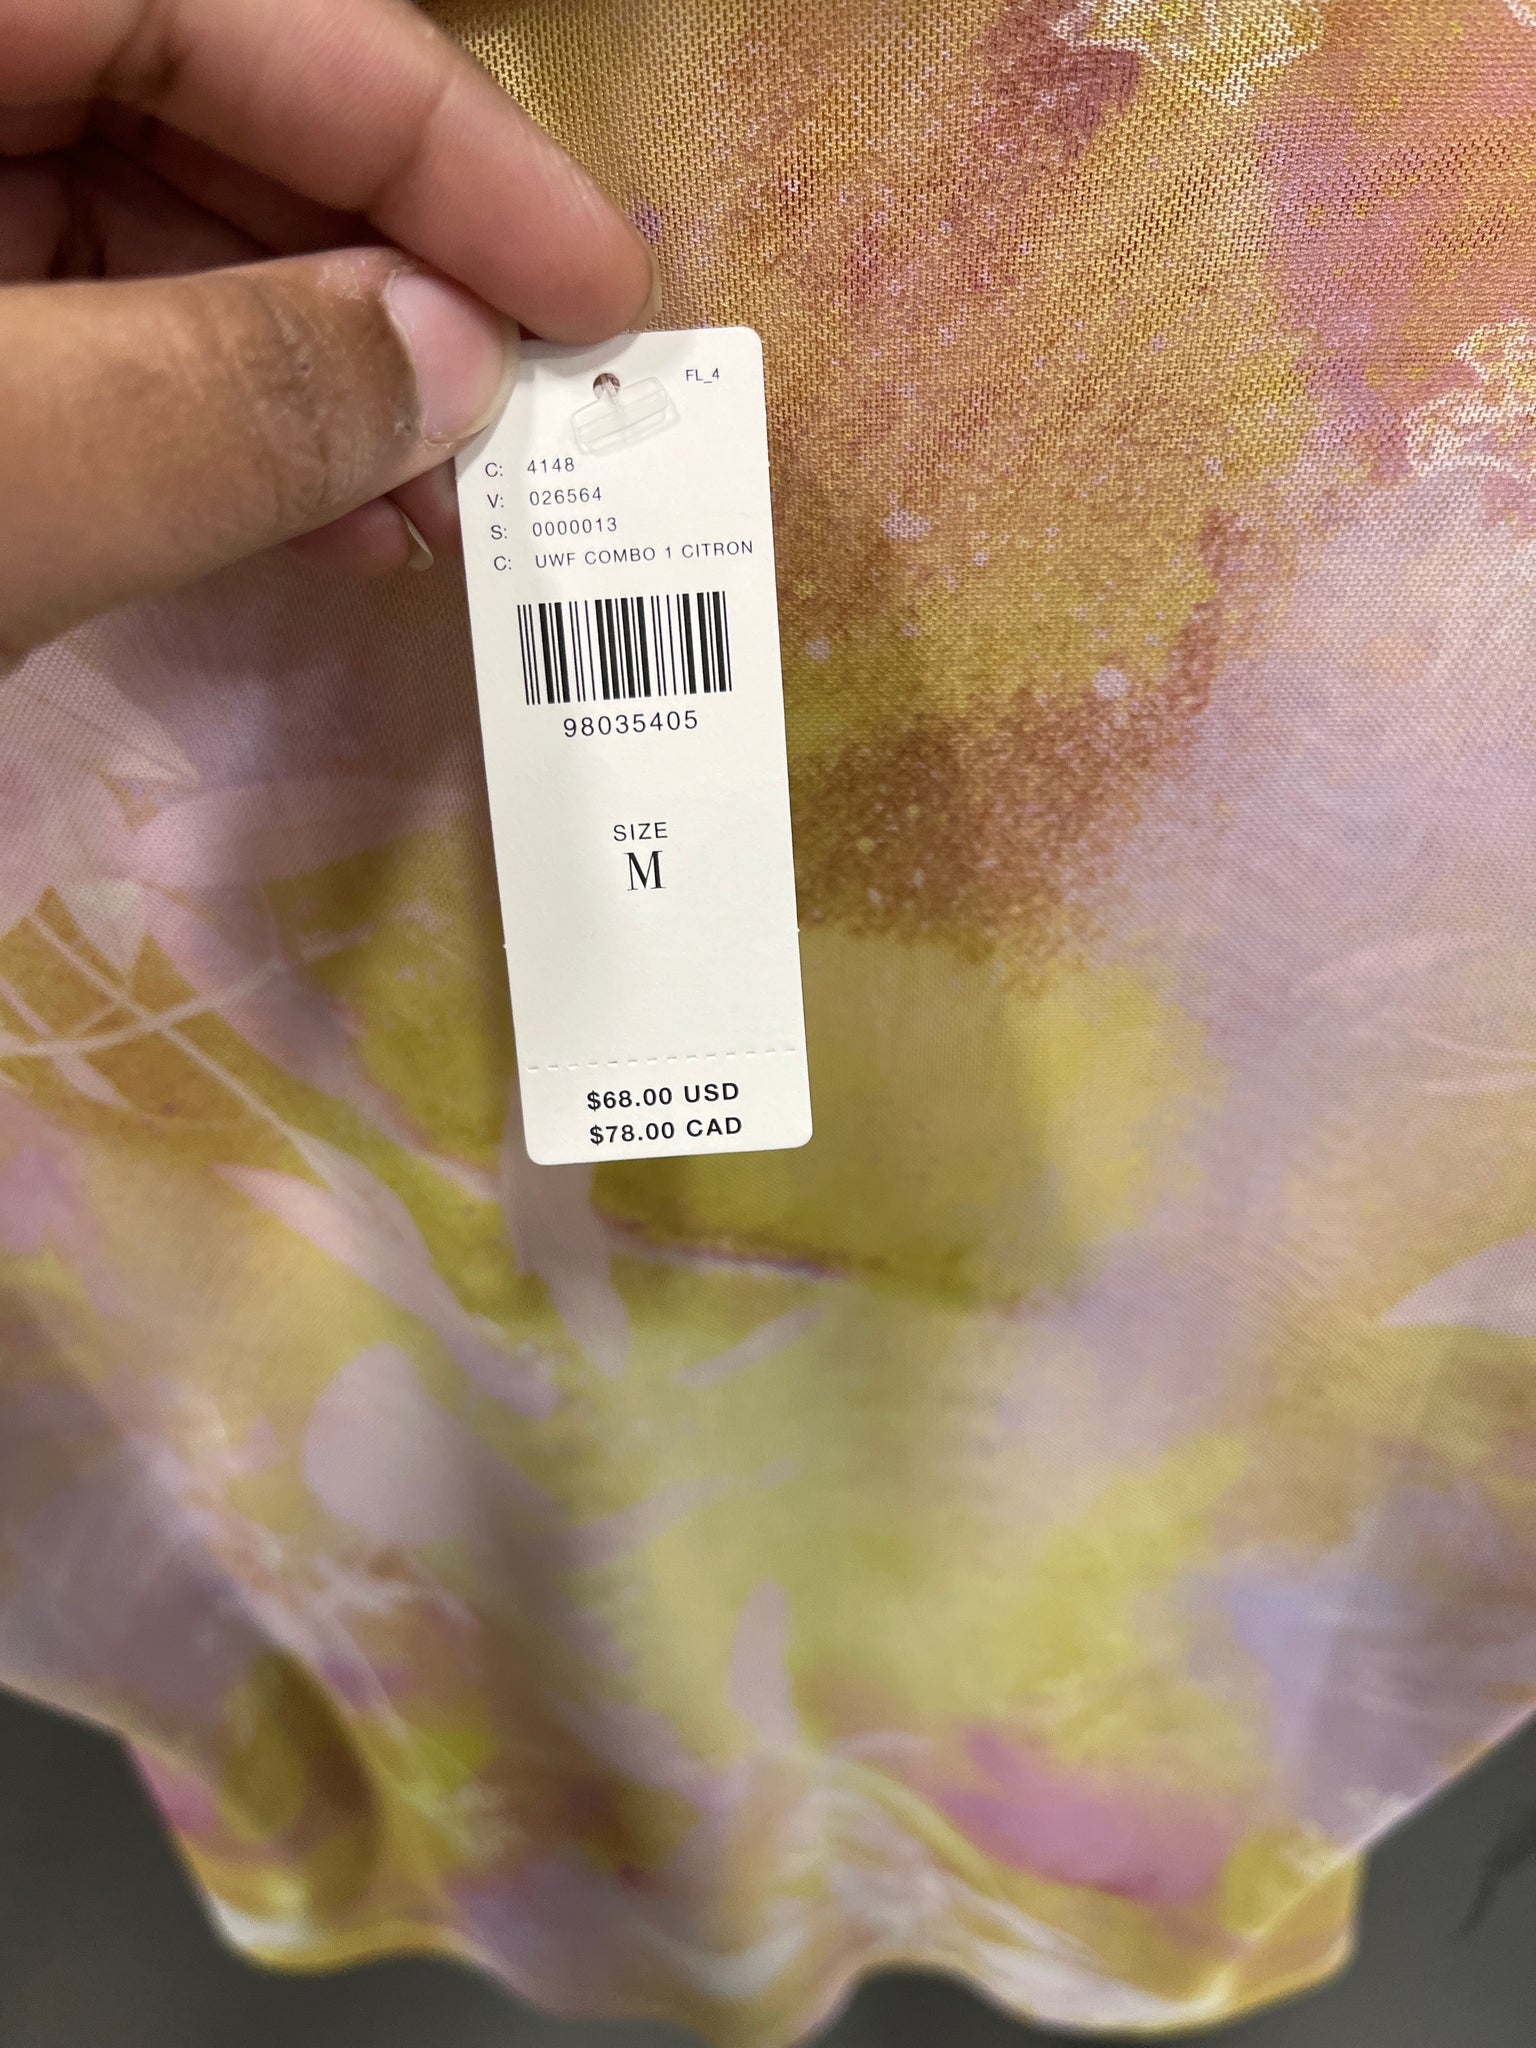 FL_4
C: 4148
V: 026564
S: 0000013
C: UWF COMBO 1 CITRON
98035405
SIZE
M
$68.00 USD
$78.00 CAD